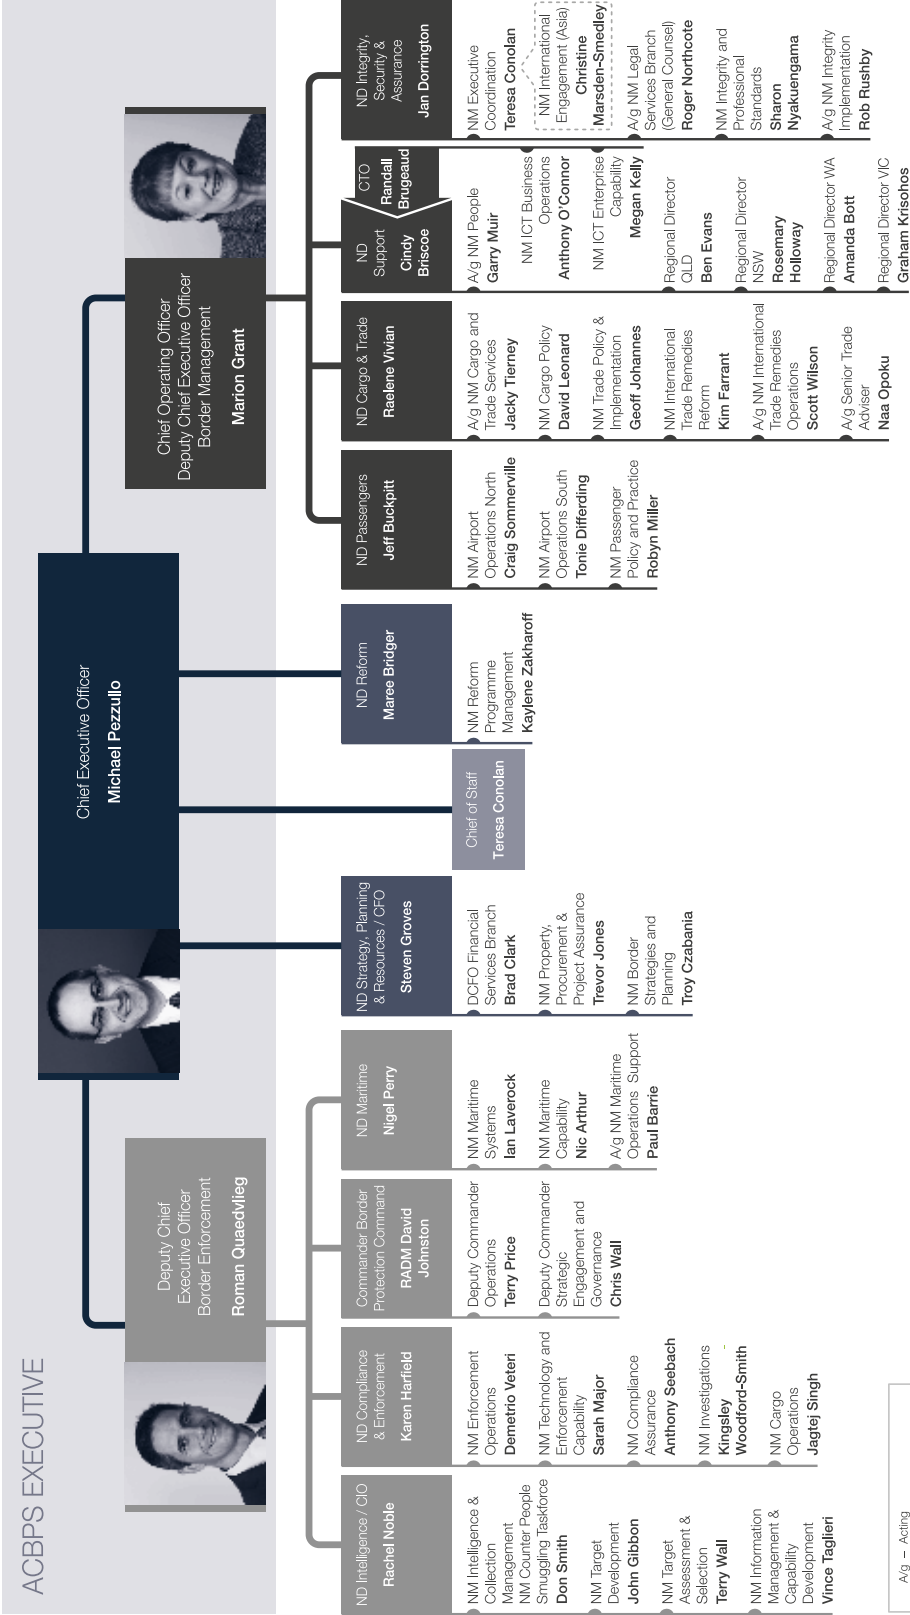 ACBPS EXECUTIVE
Chief Executive Officer
Michael Pezzullo
Deputy Chief
Executive Officer
Border Enforcement
Roman Quaedvlieg
Chief Operating Officer
Deputy Chief Executive Officer
Border Management
Marion Grant
ND Intelligence / CIO
Rachel Noble
NM Intelligence &
Collection
Management
NM Counter People
Smuggling Taskforce
Don Smith
NM Target
Development
John Gibbon
NM Target
Assessment &
Selection
Terry Wall
NM Information
Management &
Capability
Development
Vince Taglieri
ND Compliance
& Enforcement
Karen Harfield
NM Enforcement
Operations
Demetrio Veteri
NM Technology and
Enforcement
Capability
Sarah Major
NM Compliance
Assurance
Anthony Seebach
NM Investigations
Kingsley
Woodford-Smith
NM Cargo
Operations
Jagtej Singh
Commander Border
Protection Command
RADM David
Johnston
Deputy Commander
Operations
Terry Price
Deputy Commander
Strategic
Engagement and
Governance
Chris Wall
ND Maritime
Nigel Perry
NM Maritime
Systems
Ian Laverock
NM Maritime
Capability
Nic Arthur
A/g NM Maritime
Operations Support
Paul Barrie
ND Strategy, Planning
& Resources / CFO
Steven Groves
DCFO Financial
Services Branch
Brad Clark
NM Property,
Procurement &
Project Assurance
Trevor Jones
NM Border
Strategies and
Planning
Troy Czabania
Chief of Staff
Teresa Conolan
ND Reform
Maree Bridger
NM Reform
Programme
Management
Kaylene Zakharoff
ND Passengers
Jeff Buckpitt
NM Airport
Operations North
Craig Sommerville
NM Airport
Operations South
Tonie Differding
NM Passenger
Policy and Practice
Robyn Miller
ND Cargo & Trade
Raelene Vivian
A/g NM Cargo and
Trade Services
Jacky Tierney
NM Cargo Policy
David Leonard
NM Trade Policy &
Implementation
Geoff Johannes
NM International
Trade Remedies
Reform
Kim Farrant
A/g NM International
Trade Remedies
Operations
Scott Wilson
A/g Senior Trade
Adviser
Naa Opoku
ND
Support
Cindy
Briscoe
CTO
Randall
Brugeaud
A/g NM People
Garry Muir
NM ICT Business
Operations
Anthony O'Connor
NM ICT Enterprise
Capability
Megan Kelly
Regional Director
QLD
Ben Evans
Regional Director
NSW
Rosemary
Holloway
Regional Director WA
Amanda Bott
Regional Director VIC
Graham Krisohos
ND Integrity,
Security &
Assurance
Jan Dorrington
NM Executive
Coordination
Teresa Conolan
NM International
Engagement (Asia)
Christine
Marsden-Smedley
A/g NM Legal
Services Branch
(General Counsel)
Roger Northcote
NM Integrity and
Professional
Standards
Sharon
Nyakuengama
A/g NM Integrity
Implementation
Rob Rushby
A/g – Acting